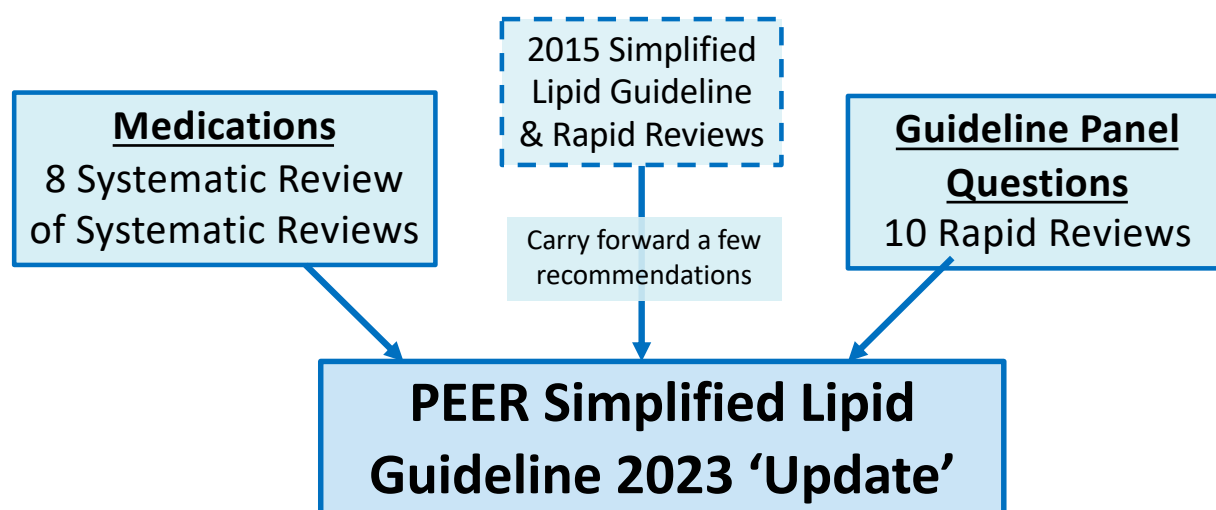 Medications
8 Systematic Review
of Systematic Reviews
2015 Simplified
Lipid Guideline
& Rapid Reviews
Guideline Panel
Questions
10 Rapid Reviews
Carry forward a few
recommendations
PEER Simplified Lipid
Guideline 2023 ‘Update’